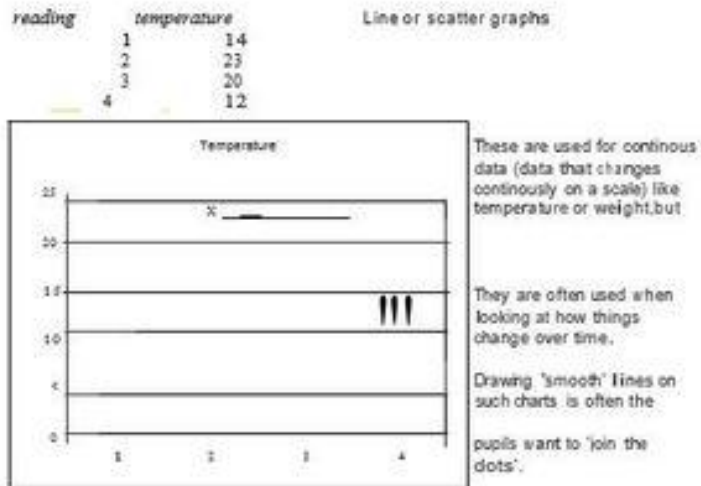 reading temperature Line or scatter graphs
1 14
2 23
3 20
4 12
Temperature
These are used for continous
data (data that changes
continously on a scale) like
temperature or weight,but
25
X
20
15
They are often used when
looking at how things
change over time.
10
Drawing 'smooth' lines on
such charts is often the
5
pupils want to 'join the
dots'.
0
1 2 3 4